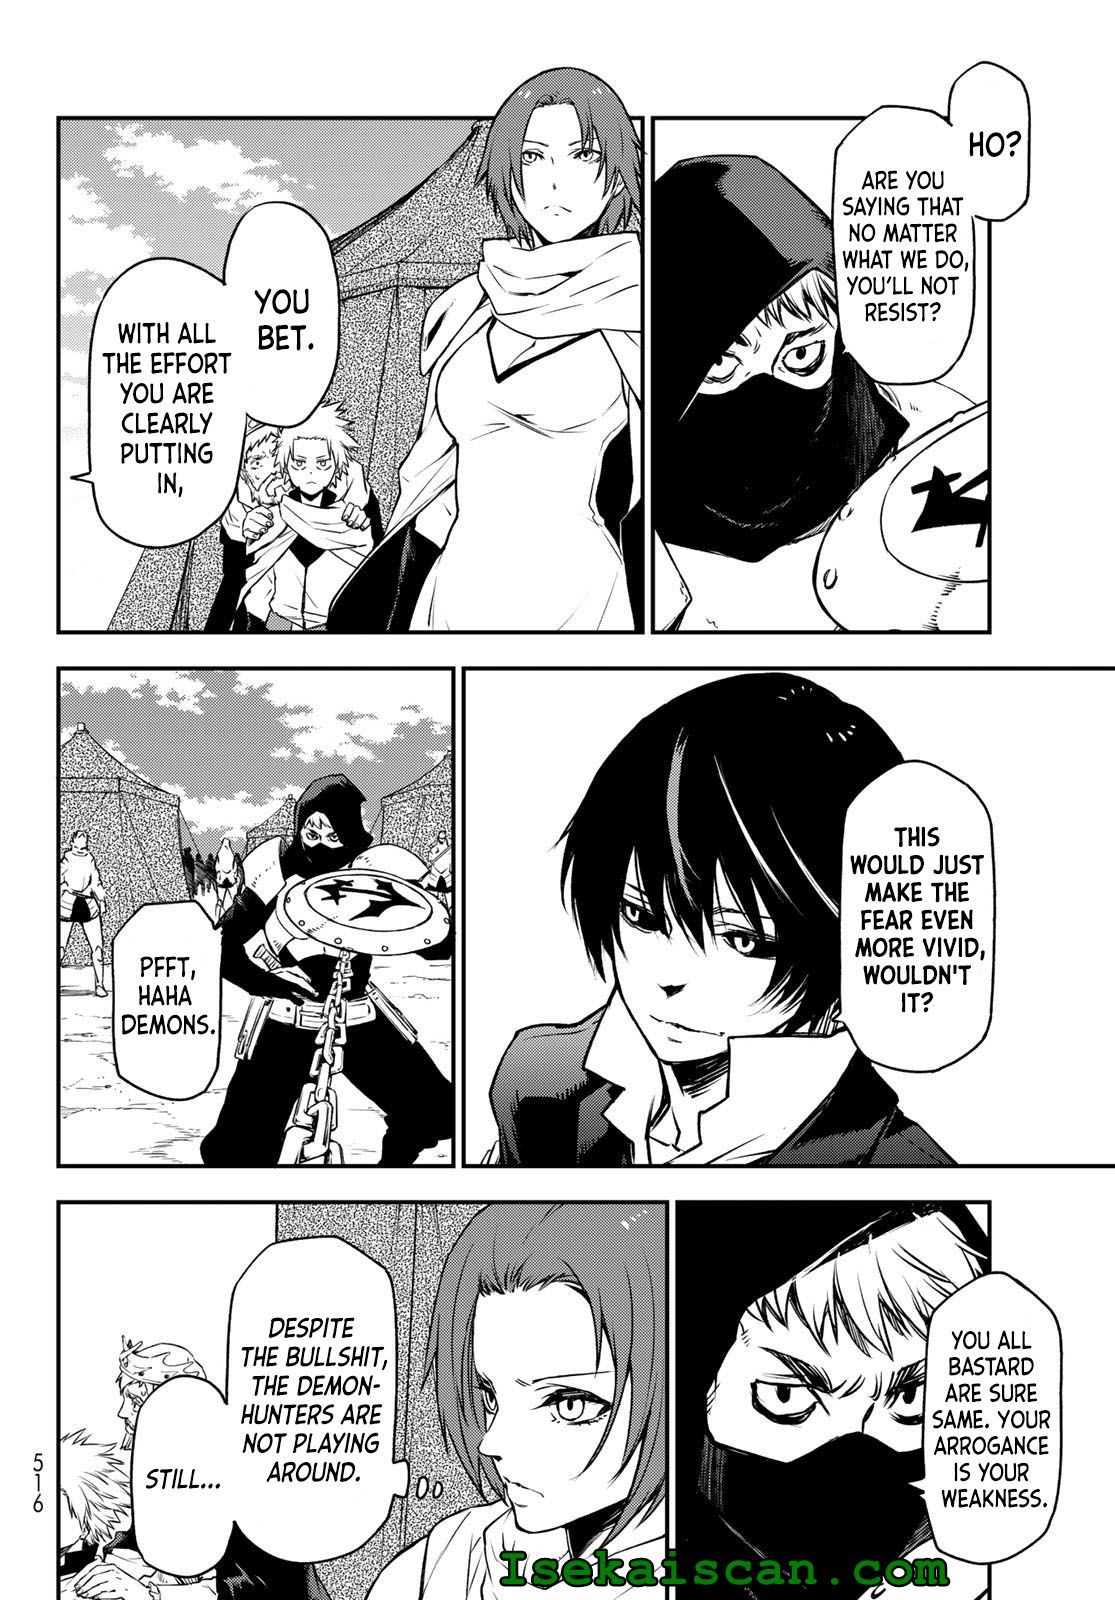 HO?
ARE YOU
SAYING THAT
NO MATTER
WHAT WE DO,
YOU'LL NOT
RESIST?
YOU
BET.
WITH ALL
THE EFFORT
YOU ARE
CLEARLY
PUTTING
IN,
THIS
WOULD JUST
MAKE THE
FEAR EVEN
MORE VIVID,
WOULDN'T
IT?
PFFT,
HAHA
DEMONS.
YOU ALL
BASTARD
ARE SURE
SAME. YOUR
ARROGANCE
IS YOUR
WEAKNESS.
DESPITE
THE BULLSHIT,
THE DEMON-
HUNTERS ARE
NOT PLAYING
AROUND.
STILL...
516
Isekaiscan.com